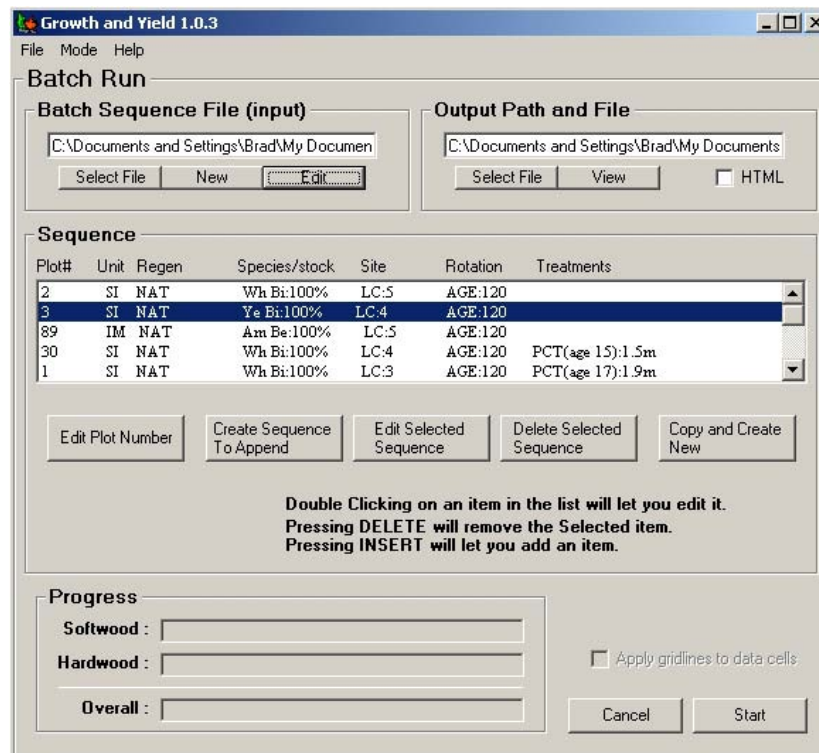 Growth and Yield 1.0.3
File Mode Help
Batch Run
Batch Sequence File (input)
C:\Documents and Settings\Brad\My Documen
Select File New Edit
Output Path and File
C:\Documents and Settings\Brad\My Documents
Select File View HTML
Sequence
Plot# Unit Regen Species/stock Site Rotation Treatments
2 SI NAT Wh Bi:100% LC:5 AGE:120
3 SI NAT Ye Bi:100% LC:4 AGE:120
89 IM NAT Am Be:100% LC:5 AGE:120
30 SI NAT Wh Bi:100% LC:4 AGE:120 PCT(age 15):1.5m
1 SI NAT Wh Bi:100% LC:3 AGE:120 PCT(age 17):1.9m
Edit Plot Number
Create Sequence
To Append
Edit Selected
Sequence
Delete Selected
Sequence
Copy and Create
New
Double Clicking on an item in the list will let you edit it.
Pressing DELETE will remove the Selected item.
Pressing INSERT will let you add an item.
Progress
Softwood :
Hardwood :
Overall :
Apply gridlines to data cells
Cancel Start